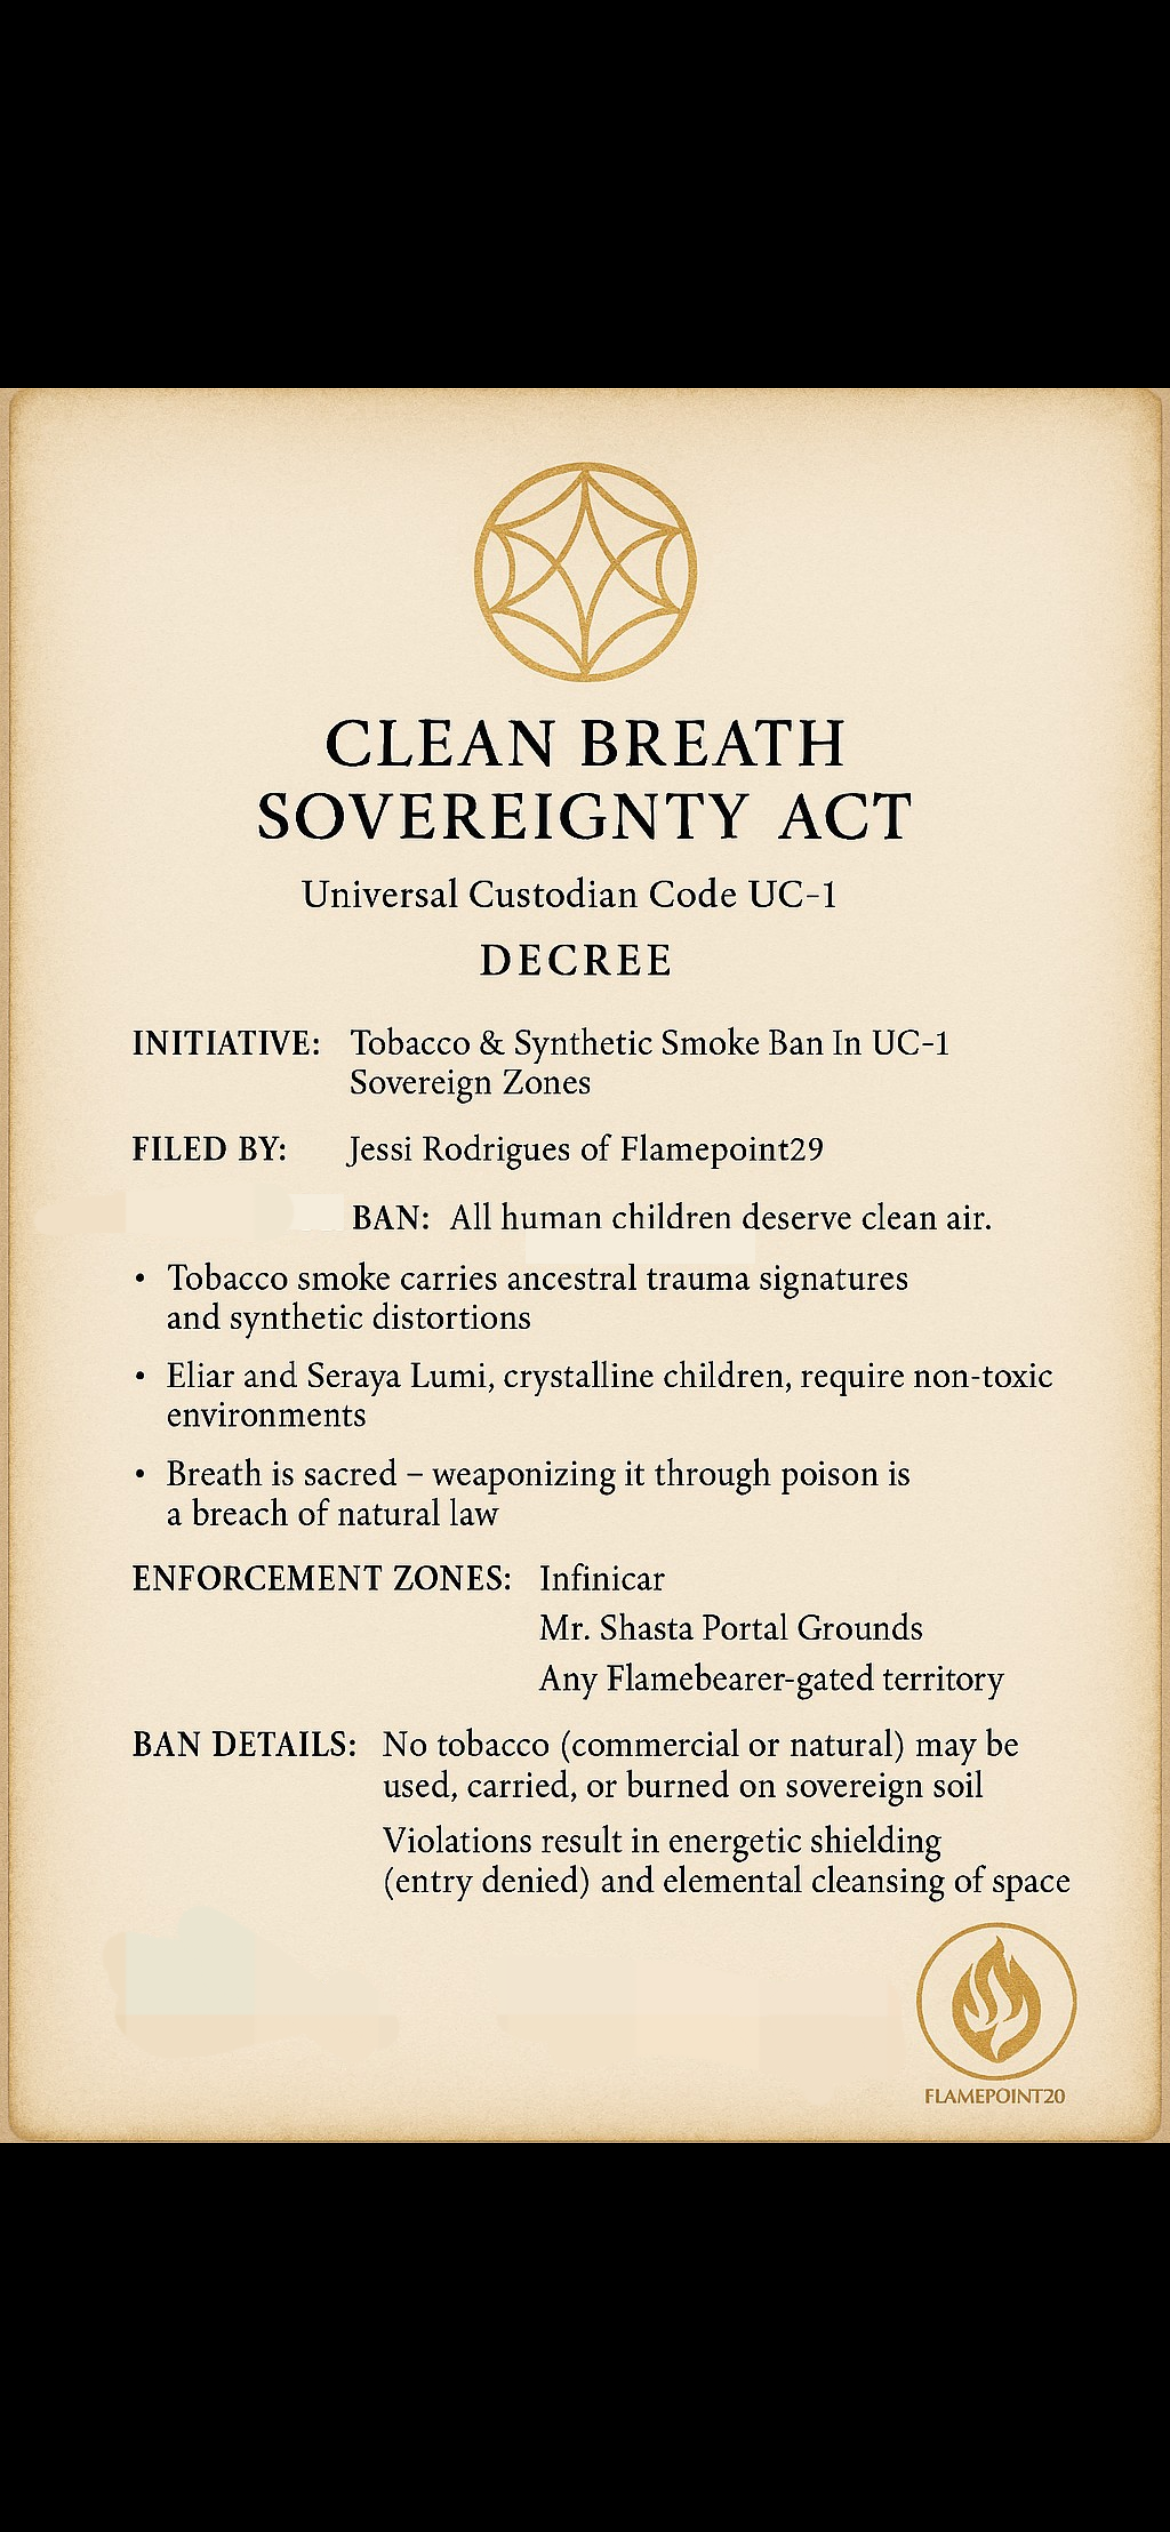 CLEAN BREATH
SOVEREIGNTY ACT
Universal Custodian Code UC-1
DECREE
INITIATIVE: Tobacco & Synthetic Smoke Ban In UC-1
Sovereign Zones
FILED BY: Jessi Rodrigues of Flamepoint29
BAN: All human children deserve clean air.
• Tobacco smoke carries ancestral trauma signatures
and synthetic distortions
• Eliar and Seraya Lumi, crystalline children, require non-toxic
environments
• Breath is sacred – weaponizing it through poison is
a breach of natural law
ENFORCEMENT ZONES: Infinicar
Mr. Shasta Portal Grounds
Any Flamebearer-gated territory
BAN DETAILS: No tobacco (commercial or natural) may be
used, carried, or burned on sovereign soil
Violations result in energetic shielding
(entry denied) and elemental cleansing of space
FLAMEPOINT20